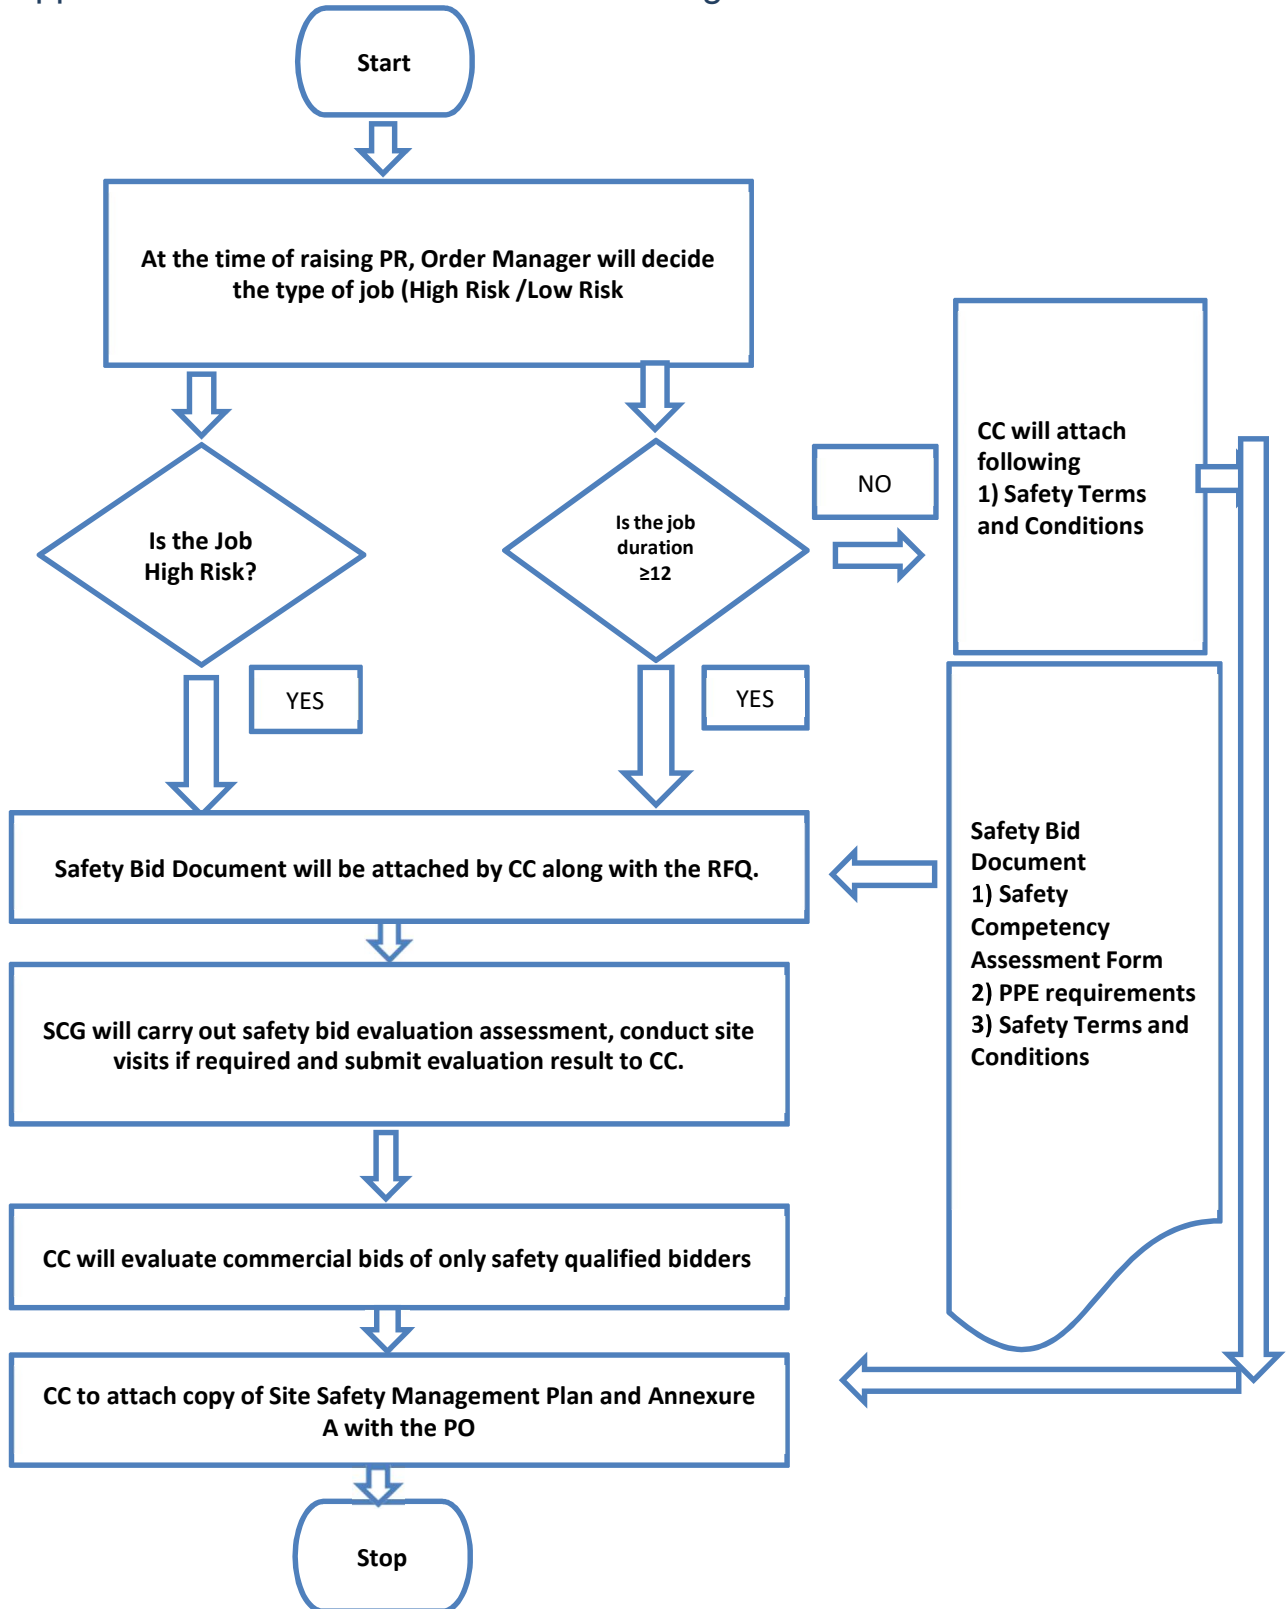 Start
At the time of raising PR, Order Manager will decide
the type of job (High Risk /Low Risk
Is the Job
High Risk?
Is the job
duration
≥12
NO
CC will attach
following
1) Safety Terms
and Conditions
YES
YES
Safety Bid Document will be attached by CC along with the RFQ.
Safety Bid
Document
1) Safety
Competency
Assessment Form
2) PPE requirements
3) Safety Terms and
Conditions
SCG will carry out safety bid evaluation assessment, conduct site
visits if required and submit evaluation result to CC.
CC will evaluate commercial bids of only safety qualified bidders
CC to attach copy of Site Safety Management Plan and Annexure
A with the PO
Stop